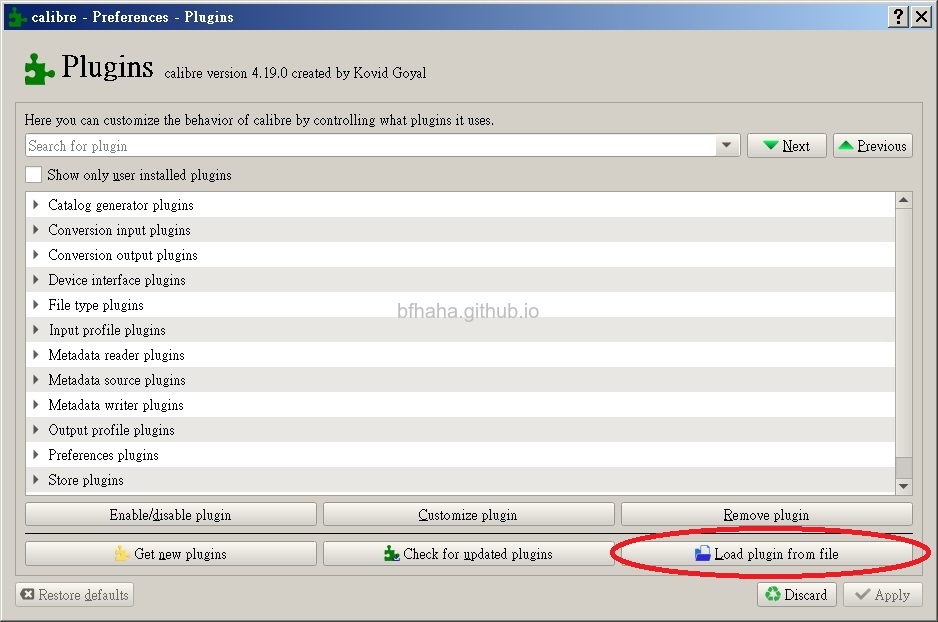 calibre - Preferences - Plugins
Plugins calibre version 4.19.0 created by Kovid Goyal
Here you can customize the behavior of calibre by controlling what plugins it uses.
Search for plugin
Next
Previous
Show only user installed plugins
Catalog generator plugins
Conversion input plugins
Conversion output plugins
Device interface plugins
File type plugins
bfhaha.github.io
Input profile plugins
Metadata reader plugins
Metadata source plugins
Metadata writer plugins
Output profile plugins
Preferences plugins
Store plugins
Enable/disable plugin
Customize plugin
Remove plugin
Get new plugins
Check for updated plugins
Load plugin from file
Restore defaults
Discard
Apply